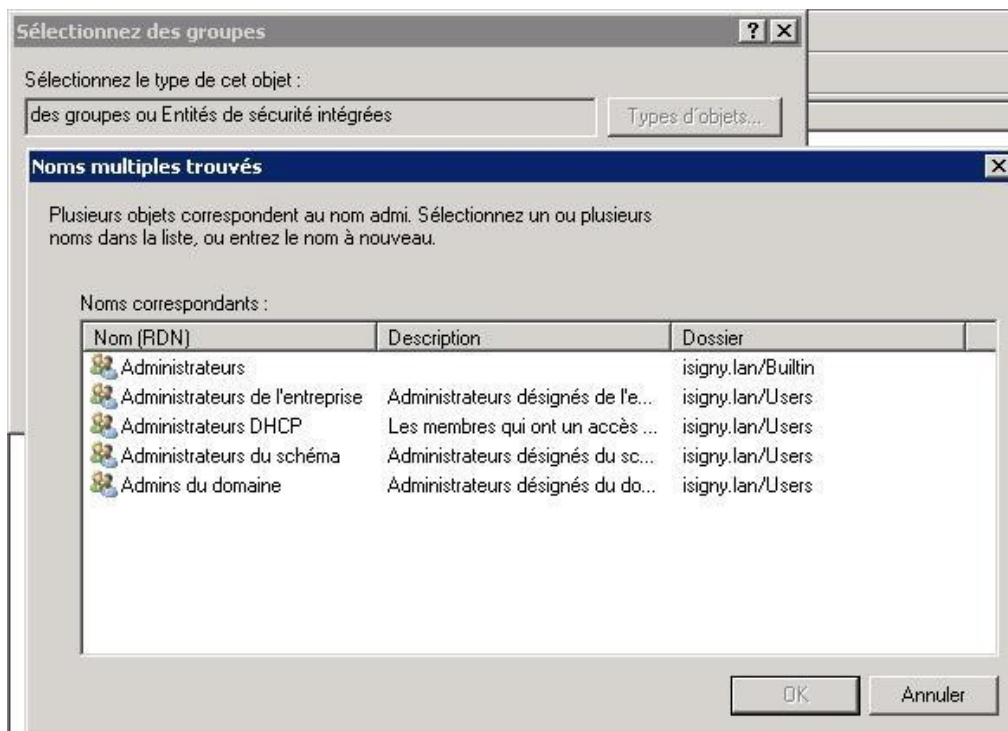 Sélectionnez des groupes
Sélectionnez le type de cet objet :
des groupes ou Entités de sécurité intégrées
Types d'objets...
Noms multiples trouvés
Plusieurs objets correspondent au nom admi. Sélectionnez un ou plusieurs
noms dans la liste, ou entrez le nom à nouveau.
Noms correspondants :
Nom (RDN) Description Dossier
Administrateurs isigny.lan/Builtin
Administrateurs de l'entreprise Administrateurs désignés de l'e... isigny.lan/Users
Administrateurs DHCP Les membres qui ont un accès ... isigny.lan/Users
Administrateurs du schéma Administrateurs désignés du sc... isigny.lan/Users
Admins du domaine Administrateurs désignés du do... isigny.lan/Users
OK Annuler